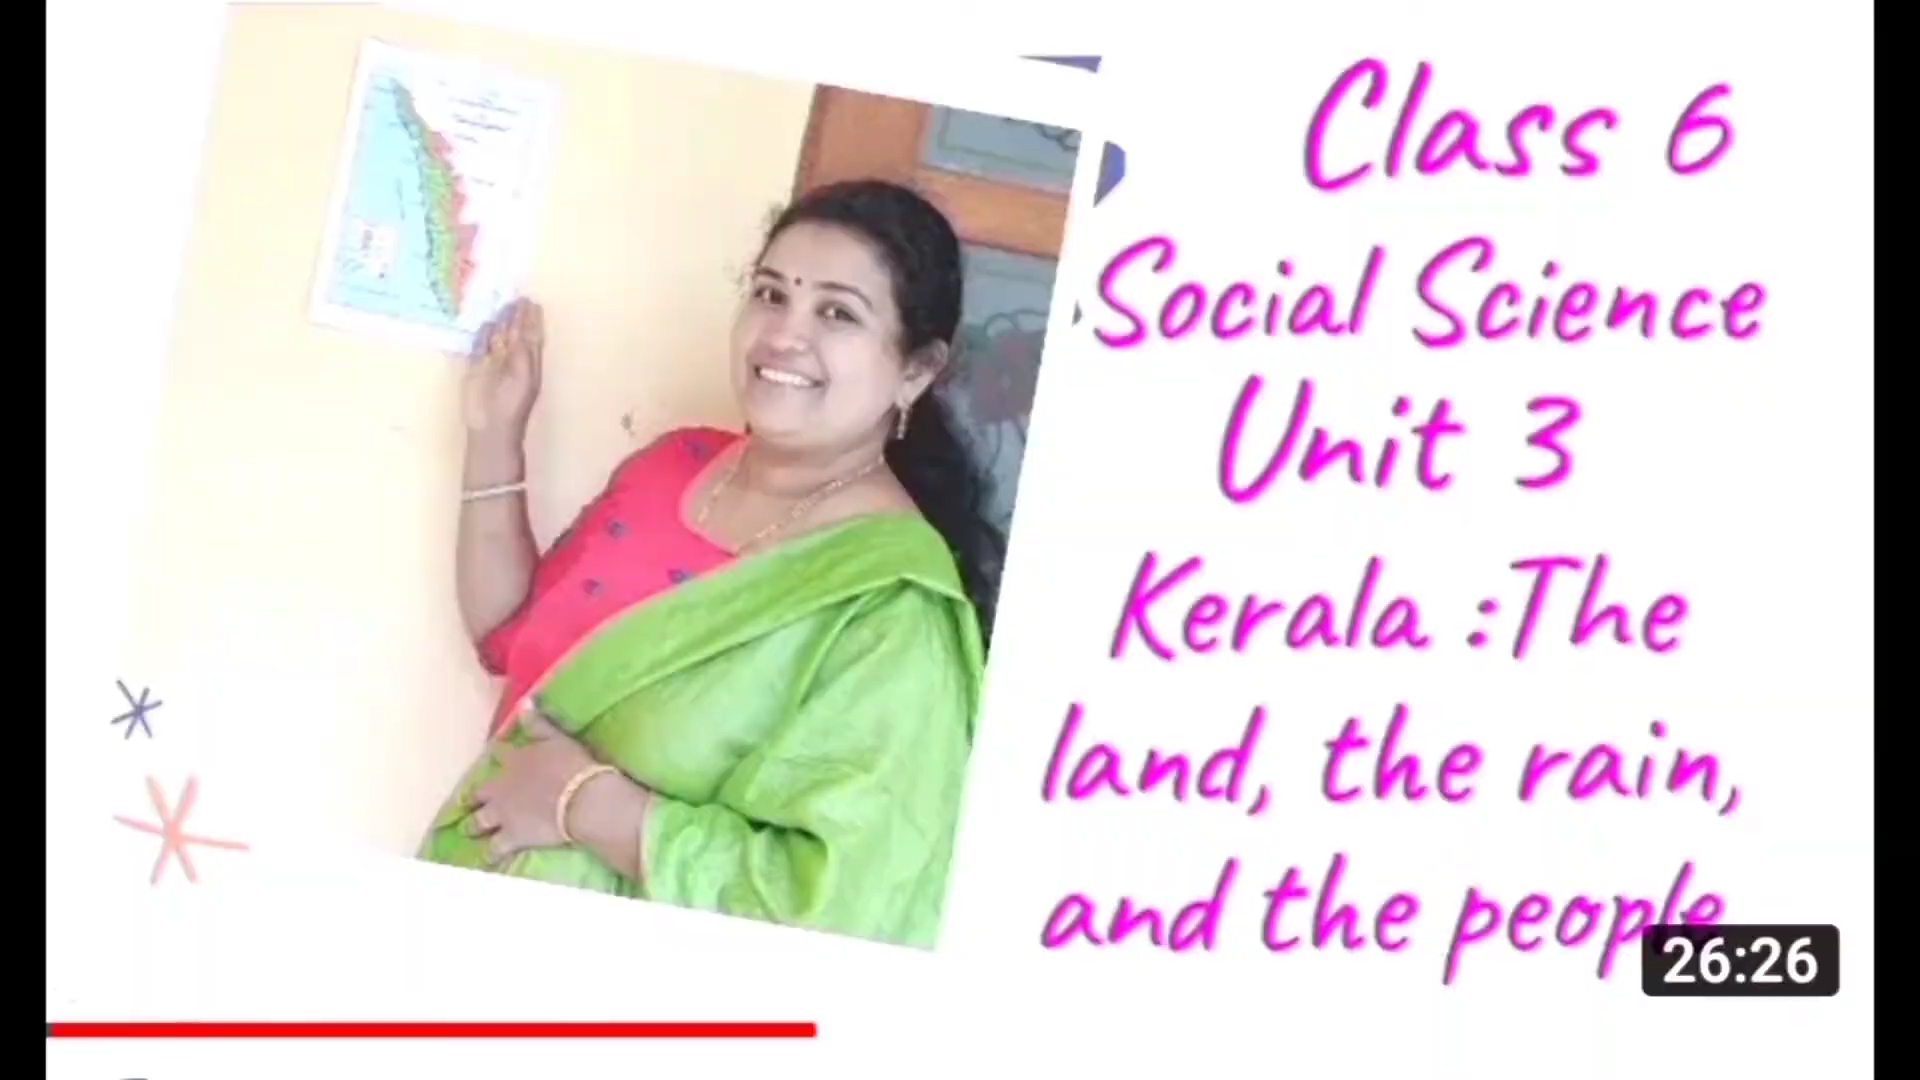 Class 6
Social Science
Unit 3
Kerala :The
land, the rain,
and the people
26:26